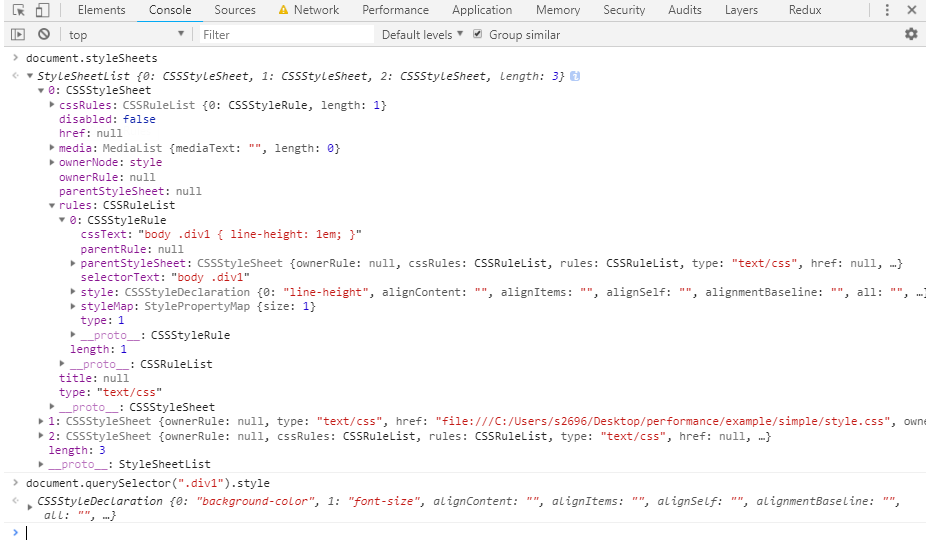 Elements Console Sources Network Performance Application Memory Security Audits Layers Redux
top Filter Default levels Group similar
document.styleSheets
StyleSheetList {0: CSSStyleSheet, 1: CSSStyleSheet, 2: CSSStyleSheet, length: 3} i
0: CSSStyleSheet
cssRules: CSSRuleList {0: CSSStyleRule, length: 1}
disabled: false
href: null
media: MediaList {mediaText: "", length: 0}
ownerNode: style
ownerRule: null
parentStyleSheet: null
rules: CSSRuleList
0: CSSStyleRule
cssText: "body .div1 { line-height: 1em; }"
parentRule: null
parentStyleSheet: CSSStyleSheet {ownerRule: null, cssRules: CSSRuleList, rules: CSSRuleList, type: "text/css", href: null, …}
selectorText: "body .div1"
style: CSSStyleDeclaration {0: "line-height", alignContent: "", alignItems: "", alignSelf: "", alignmentBaseline: "", all: "", …}
styleMap: StylePropertyMap {size: 1}
type: 1
__proto__: CSSStyleRule
length: 1
__proto__: CSSRuleList
title: null
type: "text/css"
__proto__: CSSStyleSheet
1: CSSStyleSheet {ownerRule: null, type: "text/css", href: "file:///C:/Users/s2696/Desktop/performance/example/simple/style.css", owne
2: CSSStyleSheet {ownerRule: null, cssRules: CSSRuleList, rules: CSSRuleList, type: "text/css", href: null, …}
length: 3
__proto__: StyleSheetList
document.querySelector(".div1").style
CSSStyleDeclaration {0: "background-color", 1: "font-size", alignContent: "", alignItems: "", alignSelf: "", alignmentBaseline: "",
all: "", …}